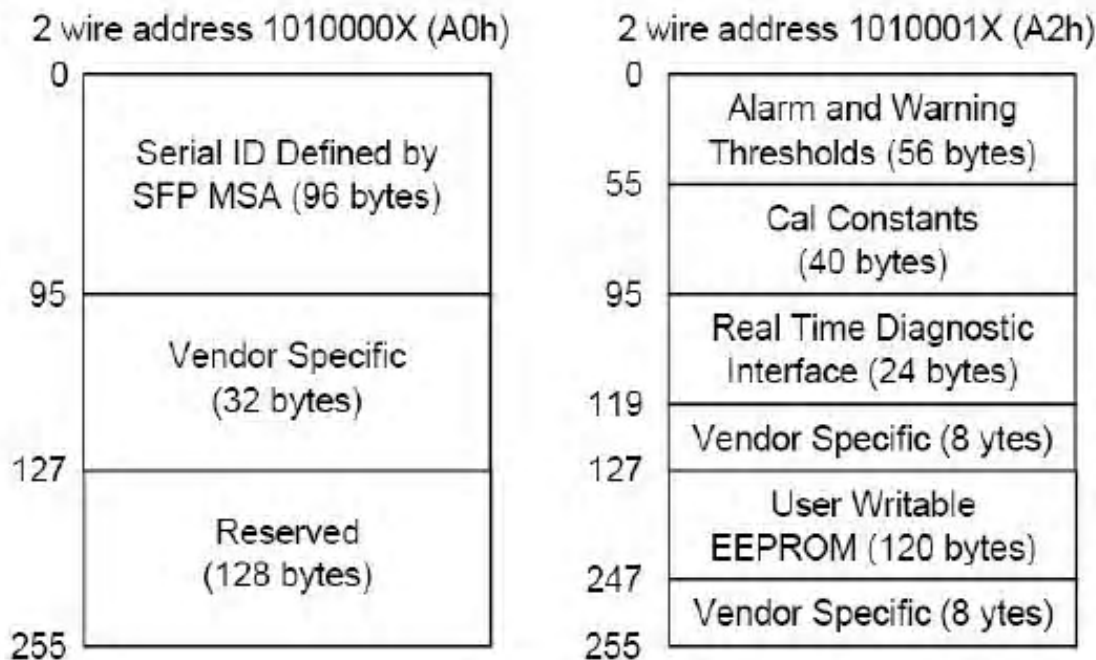 2 wire address 1010000X (A0h)
0
Serial ID Defined by
SFP MSA (96 bytes)
95
Vendor Specific
(32 bytes)
127
Reserved
(128 bytes)
255
2 wire address 1010001X (A2h)
0
Alarm and Warning
Thresholds (56 bytes)
55
Cal Constants
(40 bytes)
95
Real Time Diagnostic
Interface (24 bytes)
119
Vendor Specific (8 ytes)
127
User Writable
EEPROM (120 bytes)
247
Vendor Specific (8 ytes)
255